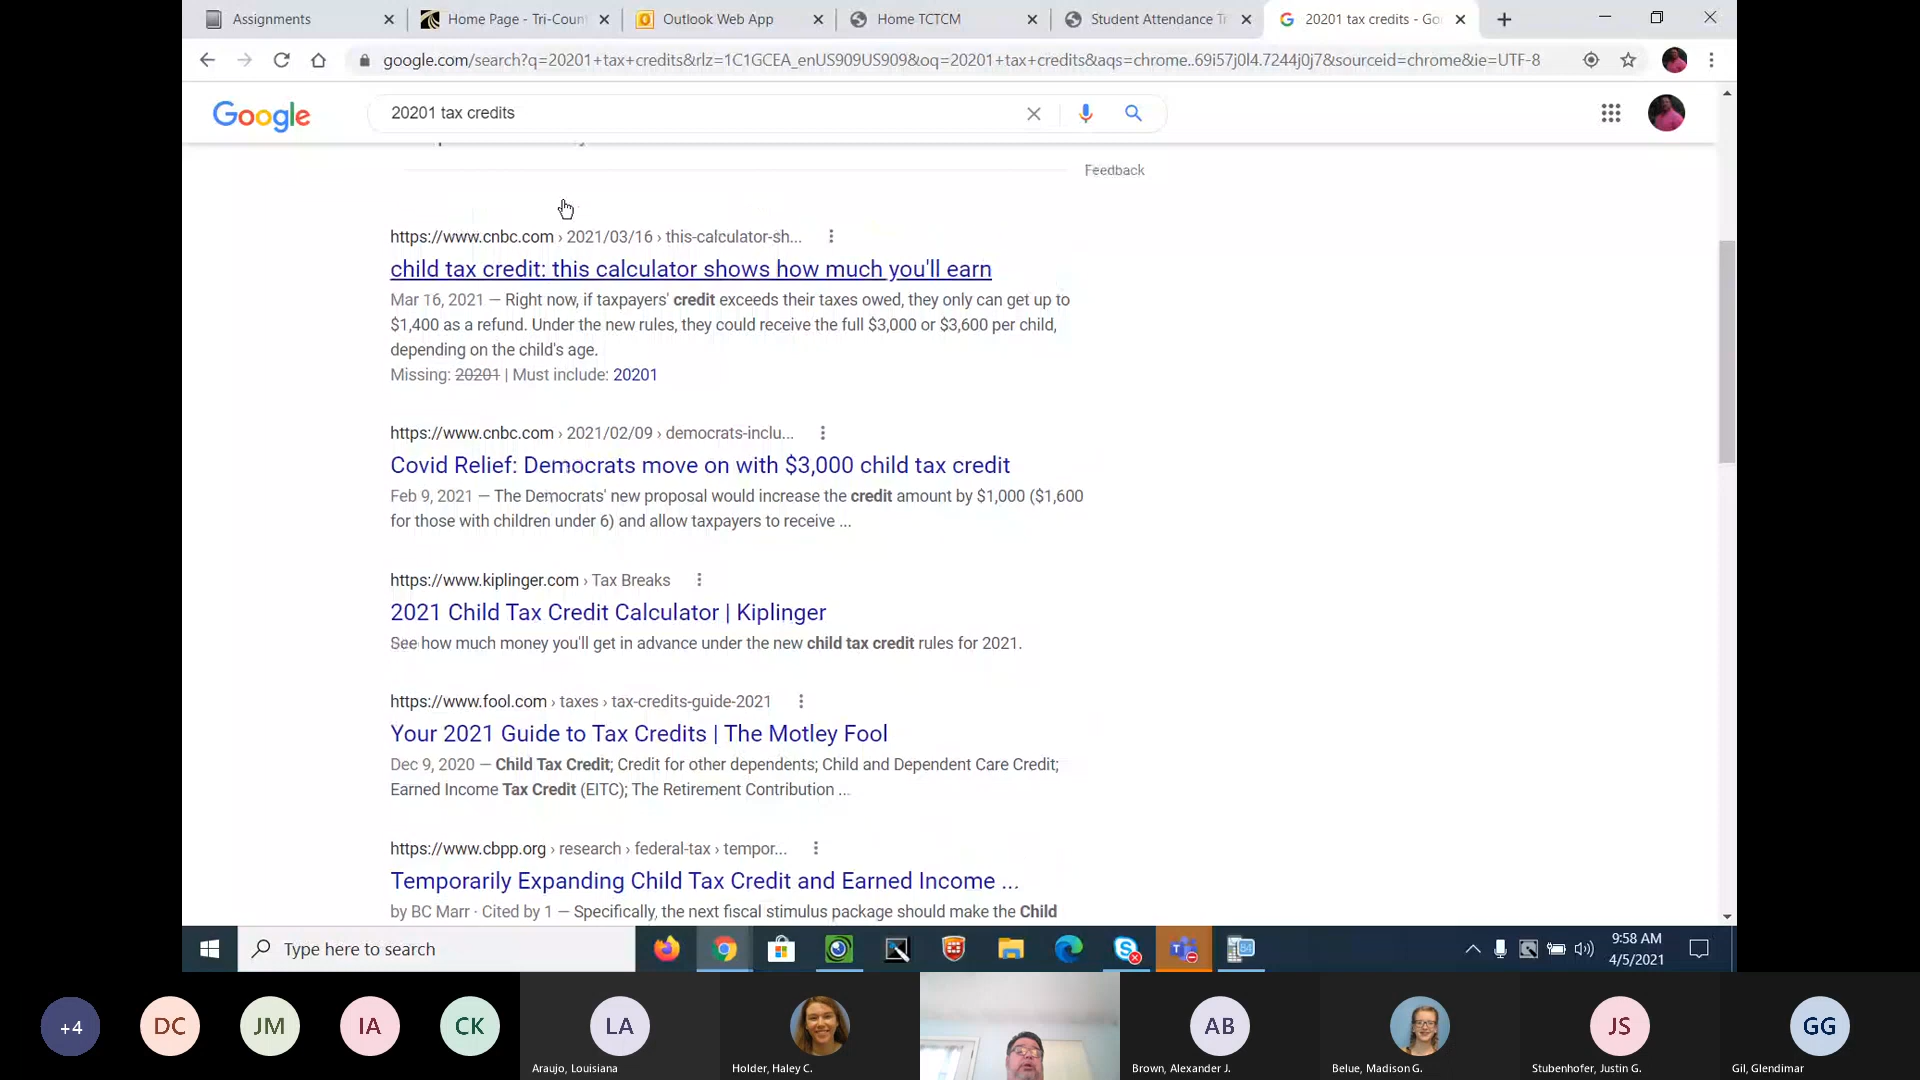 Assignments
Home Page - Tri-Coun
Outlook Web App
Home TCTCM
Student Attendance Tr
20201 tax credits - Go
google.com/search?q=20201+tax+credits&rlz=1C1GCEA_enUS909US909&oq=20201+tax+credits&aqs=chrome..69i57j0l4.7244j0j7&sourceid=chrome&ie=UTF-8
Google
20201 tax credits
Feedback
https://www.cnbc.com › 2021/03/16 › this-calculator-sh...
child tax credit: this calculator shows how much you'll earn
Mar 16, 2021 — Right now, if taxpayers' credit exceeds their taxes owed, they only can get up to
$1,400 as a refund. Under the new rules, they could receive the full $3,000 or $3,600 per child,
depending on the child's age.
Missing: 20201 | Must include: 20201
https://www.cnbc.com › 2021/02/09 › democrats-inclu...
Covid Relief: Democrats move on with $3,000 child tax credit
Feb 9, 2021 — The Democrats' new proposal would increase the credit amount by $1,000 ($1,600
for those with children under 6) and allow taxpayers to receive ...
https://www.kiplinger.com › Tax Breaks
2021 Child Tax Credit Calculator | Kiplinger
See how much money you'll get in advance under the new child tax credit rules for 2021.
https://www.fool.com › taxes › tax-credits-guide-2021
Your 2021 Guide to Tax Credits | The Motley Fool
Dec 9, 2020 — Child Tax Credit; Credit for other dependents; Child and Dependent Care Credit;
Earned Income Tax Credit (EITC); The Retirement Contribution ...
https://www.cbpp.org › research › federal-tax › tempor...
Temporarily Expanding Child Tax Credit and Earned Income ...
by BC Marr · Cited by 1 — Specifically, the next fiscal stimulus package should make the Child
Type here to search
9:58 AM
4/5/2021
+4
DC
JM
IA
CK
LA
AB
JS
GG
Araujo, Louisiana
Holder, Haley C.
Brown, Alexander J.
Belue, Madison G.
Stubenhofer, Justin G.
Gil, Glendimar